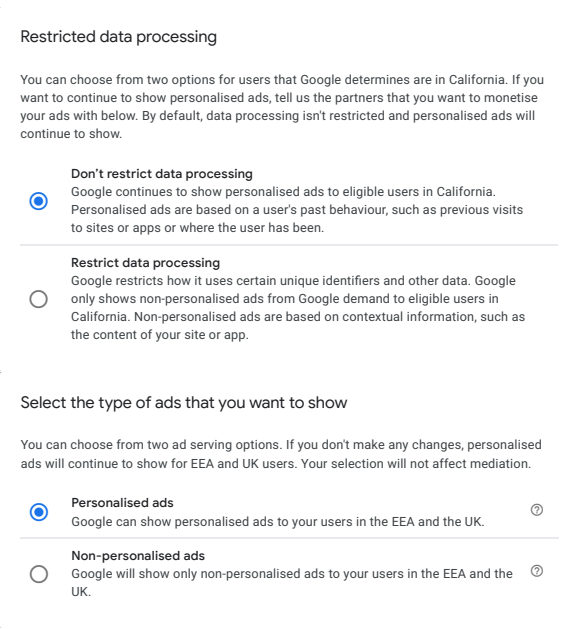 Restricted data processing
You can choose from two options for users that Google determines are in California. If you
want to continue to show personalised ads, tell us the partners that you want to monetise
your ads with below. By default, data processing isn't restricted and personalised ads will
continue to show.
Don't restrict data processing
Google continues to show personalised ads to eligible users in California.
Personalised ads are based on a user's past behaviour, such as previous visits
to sites or apps or where the user has been.
Restrict data processing
Google restricts how it uses certain unique identifiers and other data. Google
only shows non-personalised ads from Google demand to eligible users in
California. Non-personalised ads are based on contextual information, such as
the content of your site or app.
Select the type of ads that you want to show
You can choose from two ad serving options. If you don't make any changes, personalised
ads will continue to show for EEA and UK users. Your selection will not affect mediation.
Personalised ads
Google can show personalised ads to your users in the EEA and the UK.
Non-personalised ads
Google will show only non-personalised ads to your users in the EEA and the
UK.